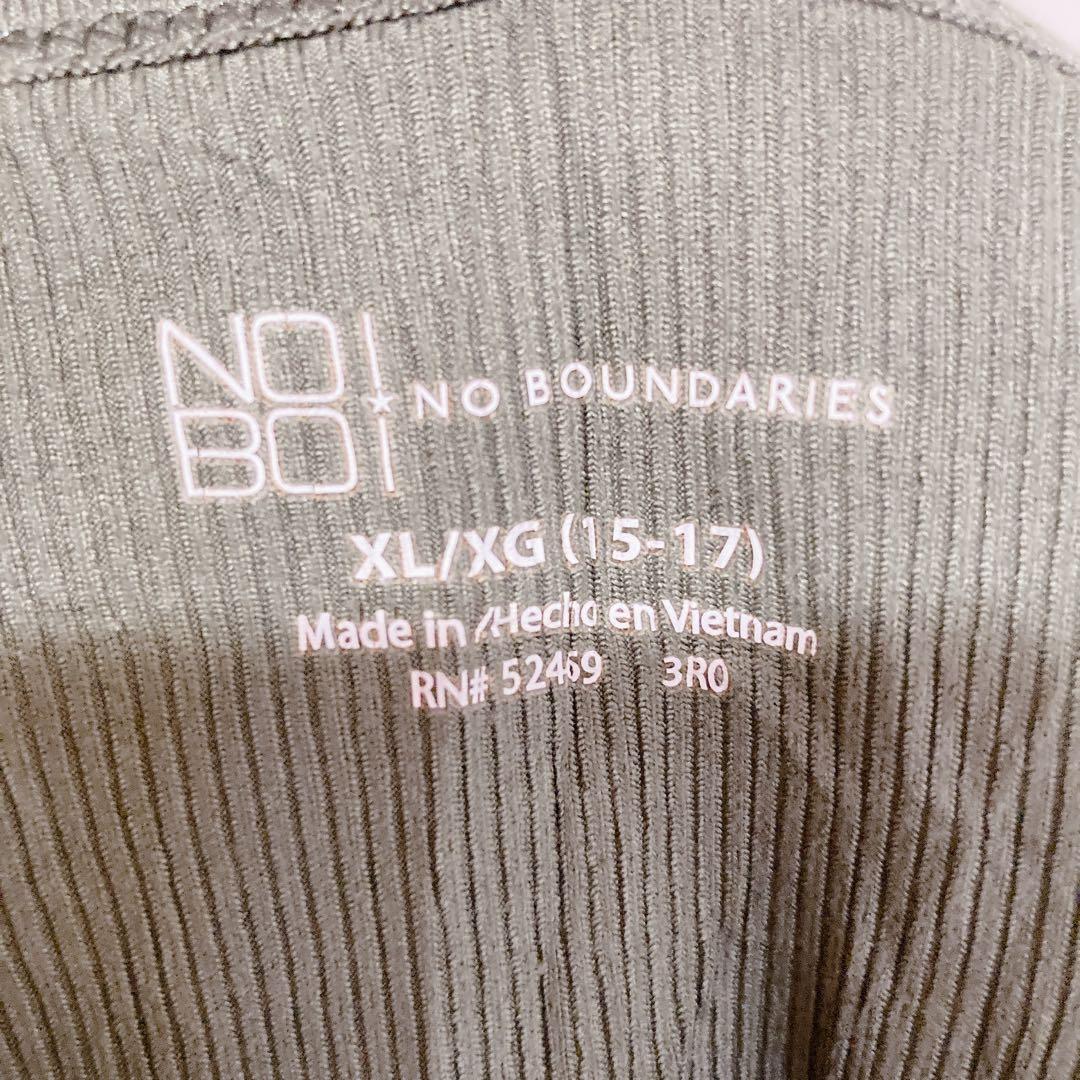 NO
BO
NO BOUNDARIES
XL/XG (15-17)
Made in/Hecho en Vietnam
RN# 52469 3R0